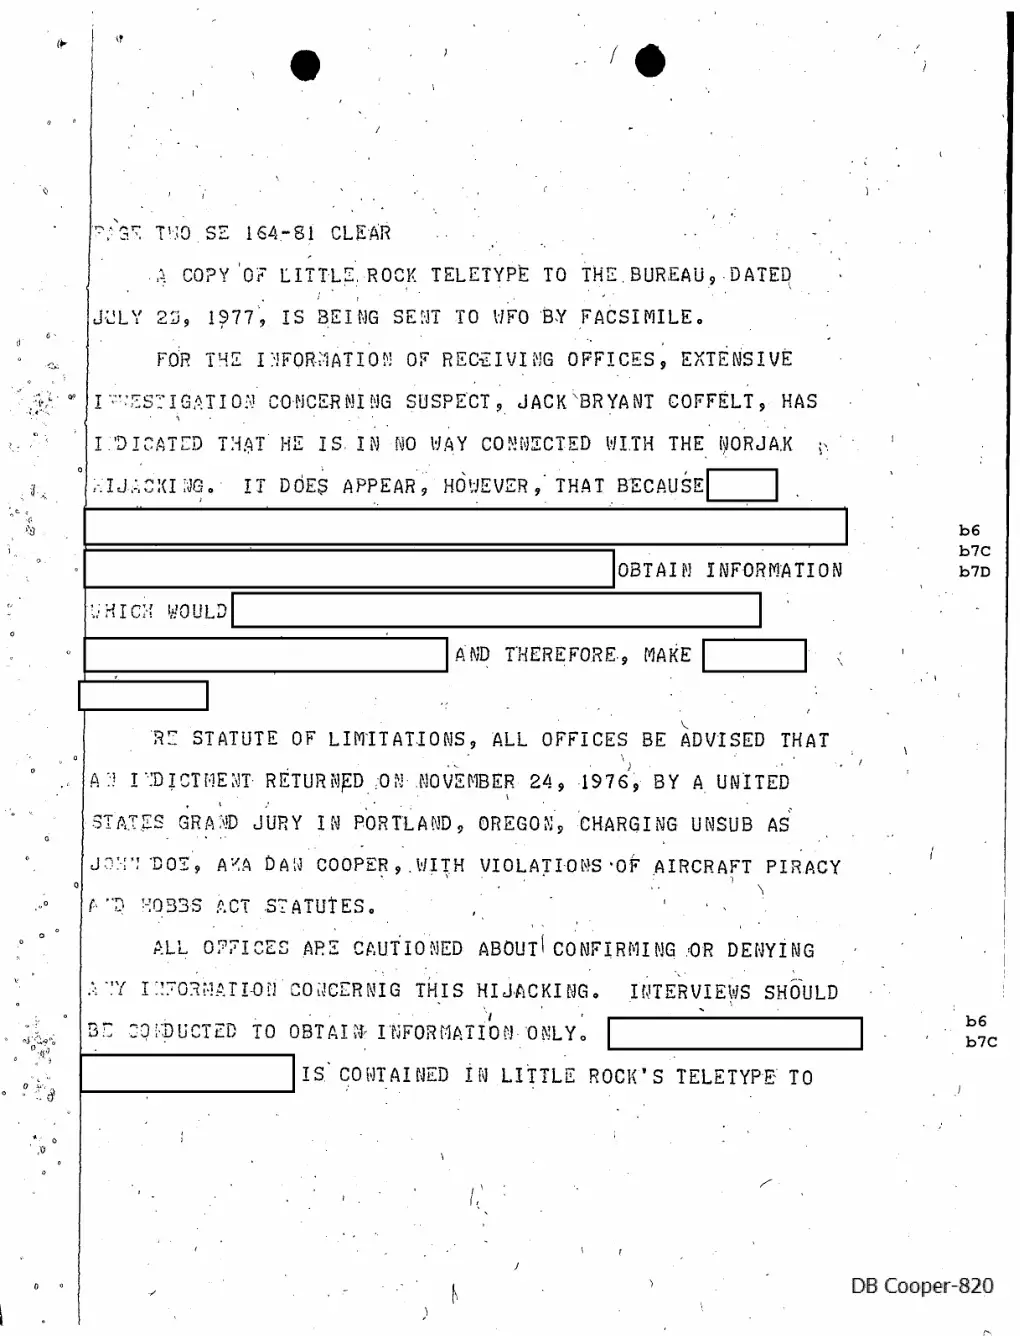 PAGE TWO SE 164-81 CLEAR
A COPY OF LITTLE ROCK TELETYPE TO THE BUREAU, DATED
JULY 1977, IS BEING SENT TO WFO BY FACSIMILE.
FOR THE INFORMATION OF RECEIVING OFFICES, EXTENSIVE
INVESTIGATION CONCERNING SUSPECT, JACK BRYANT COFFELT, HAS
INDICATED THAT HE IS IN NO WAY CONNECTED WITH THE NORJAK
HIJACKING. IT DOES APPEAR, HOWEVER, THAT BECAUSE
b6
b7C
OBTAIN INFORMATION b7D
WHICH WOULD
AND THEREFORE, MAKE
RE STATUTE OF LIMITATIONS, ALL OFFICES BE ADVISED THAT
AN INDICTMENT RETURNED ON NOVEMBER 24, 1976, BY A UNITED
STATES GRAND JURY IN PORTLAND, OREGON, CHARGING UNSUB AS
JOHN DOE, AKA DAN COOPER, WITH VIOLATIONS OF AIRCRAFT PIRACY
AND HOBBS ACT STATUTES.
ALL OFFICES ARE CAUTIONED ABOUT CONFIRMING OR DENYING
ANY INFORMATION CONCERNIG THIS HIJACKING. INTERVIEWS SHOULD
BE CONDUCTED TO OBTAIN INFORMATION ONLY. b6
b7C
IS CONTAINED IN LITTLE ROCK'S TELETYPE TO
DB Cooper-820